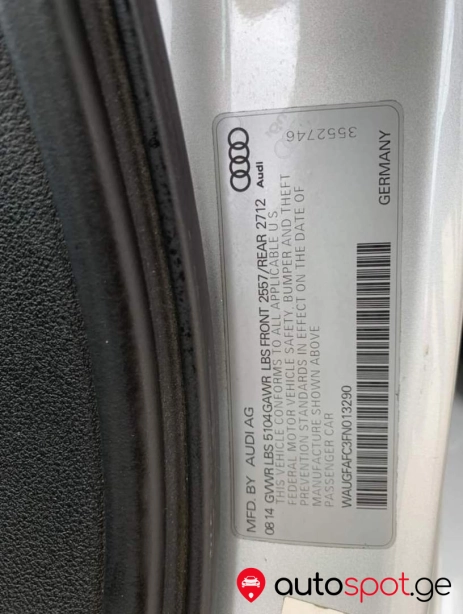 3552746
Audi
MFD. BY AUDI AG
0814 GVWR LBS 5104 GAWR LBS FRONT 2557/REAR 2712
THIS VEHICLE CONFORMS TO ALL APPLICABLE U.S.
FEDERAL MOTOR VEHICLE SAFETY, BUMPER AND THEFT
PREVENTION STANDARDS IN EFFECT ON THE DATE OF
MANUFACTURE SHOWN ABOVE
PASSENGER CAR
WAUGFAFC3FN013290
GERMANY
autospot.ge